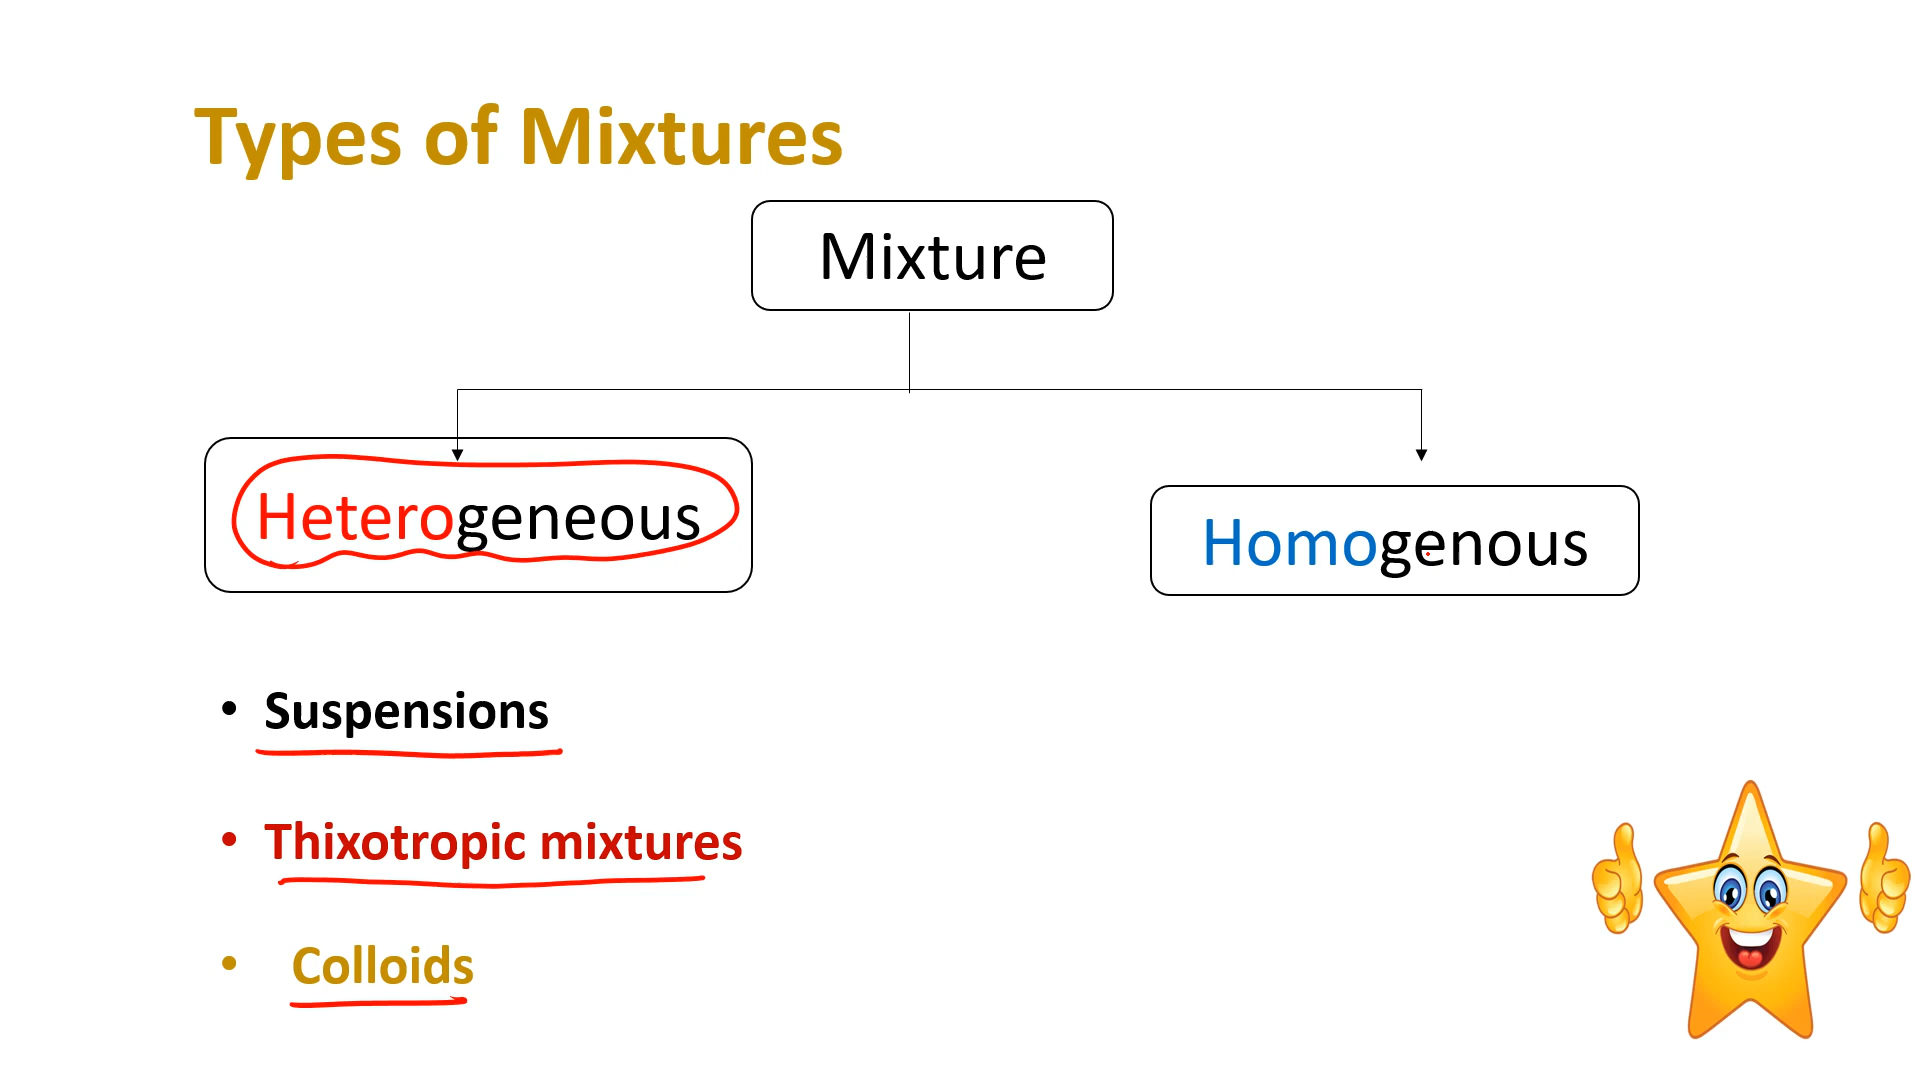 Types of Mixtures
Mixture
Heterogeneous
Homogenous
• Suspensions
• Thixotropic mixtures
• Colloids